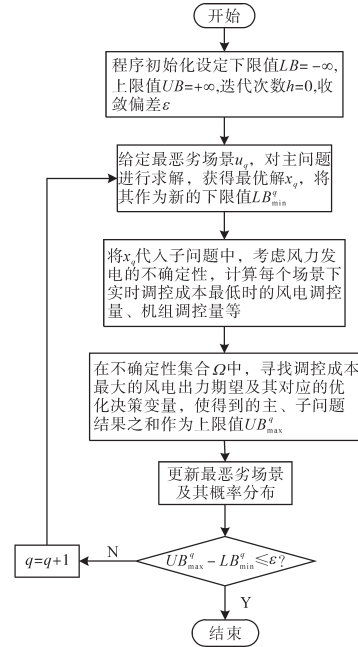 开始
程序初始化设定下限值LB=-∞,
上限值UB=+∞,迭代次数h=0,收
敛偏差ε
给定最恶劣场景u_q，对主问题
进行求解，获得最优解x_q，将
其作为新的下限值LB^q_min
将x_q代入子问题中，考虑风力发
电的不确定性，计算每个场景下
实时调控成本最低时的风电调控
量、机组调控量等
在不确定性集合Ω中，寻找调控成本
最大的风电出力期望及其对应的优
化决策变量，使得到的主、子问题
结果之和作为上限值UB^q_max
更新最恶劣场景
及其概率分布
UB^q_max-LB^q_min≤ε?
N
q=q+1
Y
结束